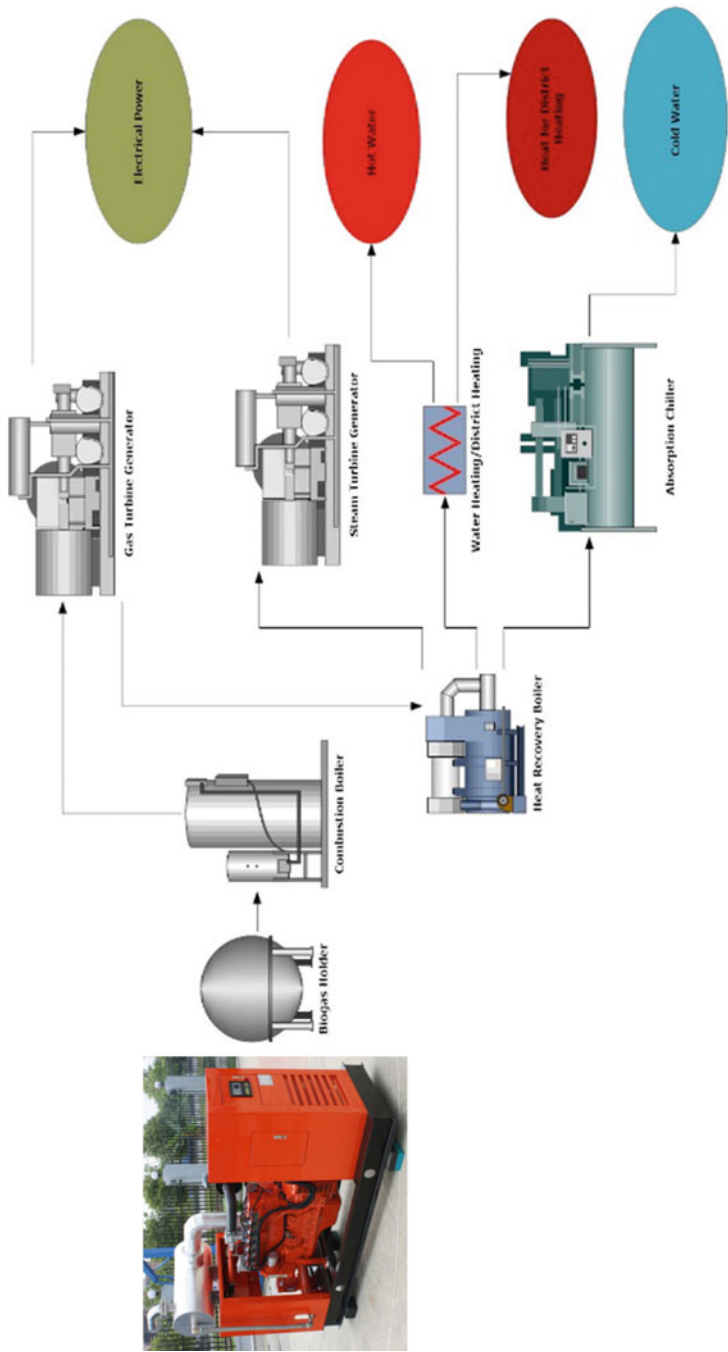 Biogas Holder
Combustion Boiler
Gas Turbine Generator
Electrical Power
Heat Recovery Boiler
Steam Turbine Generator
Water Heating/District Heating
Hot Water
Heat for District
Heating
Absorption Chiller
Cold Water